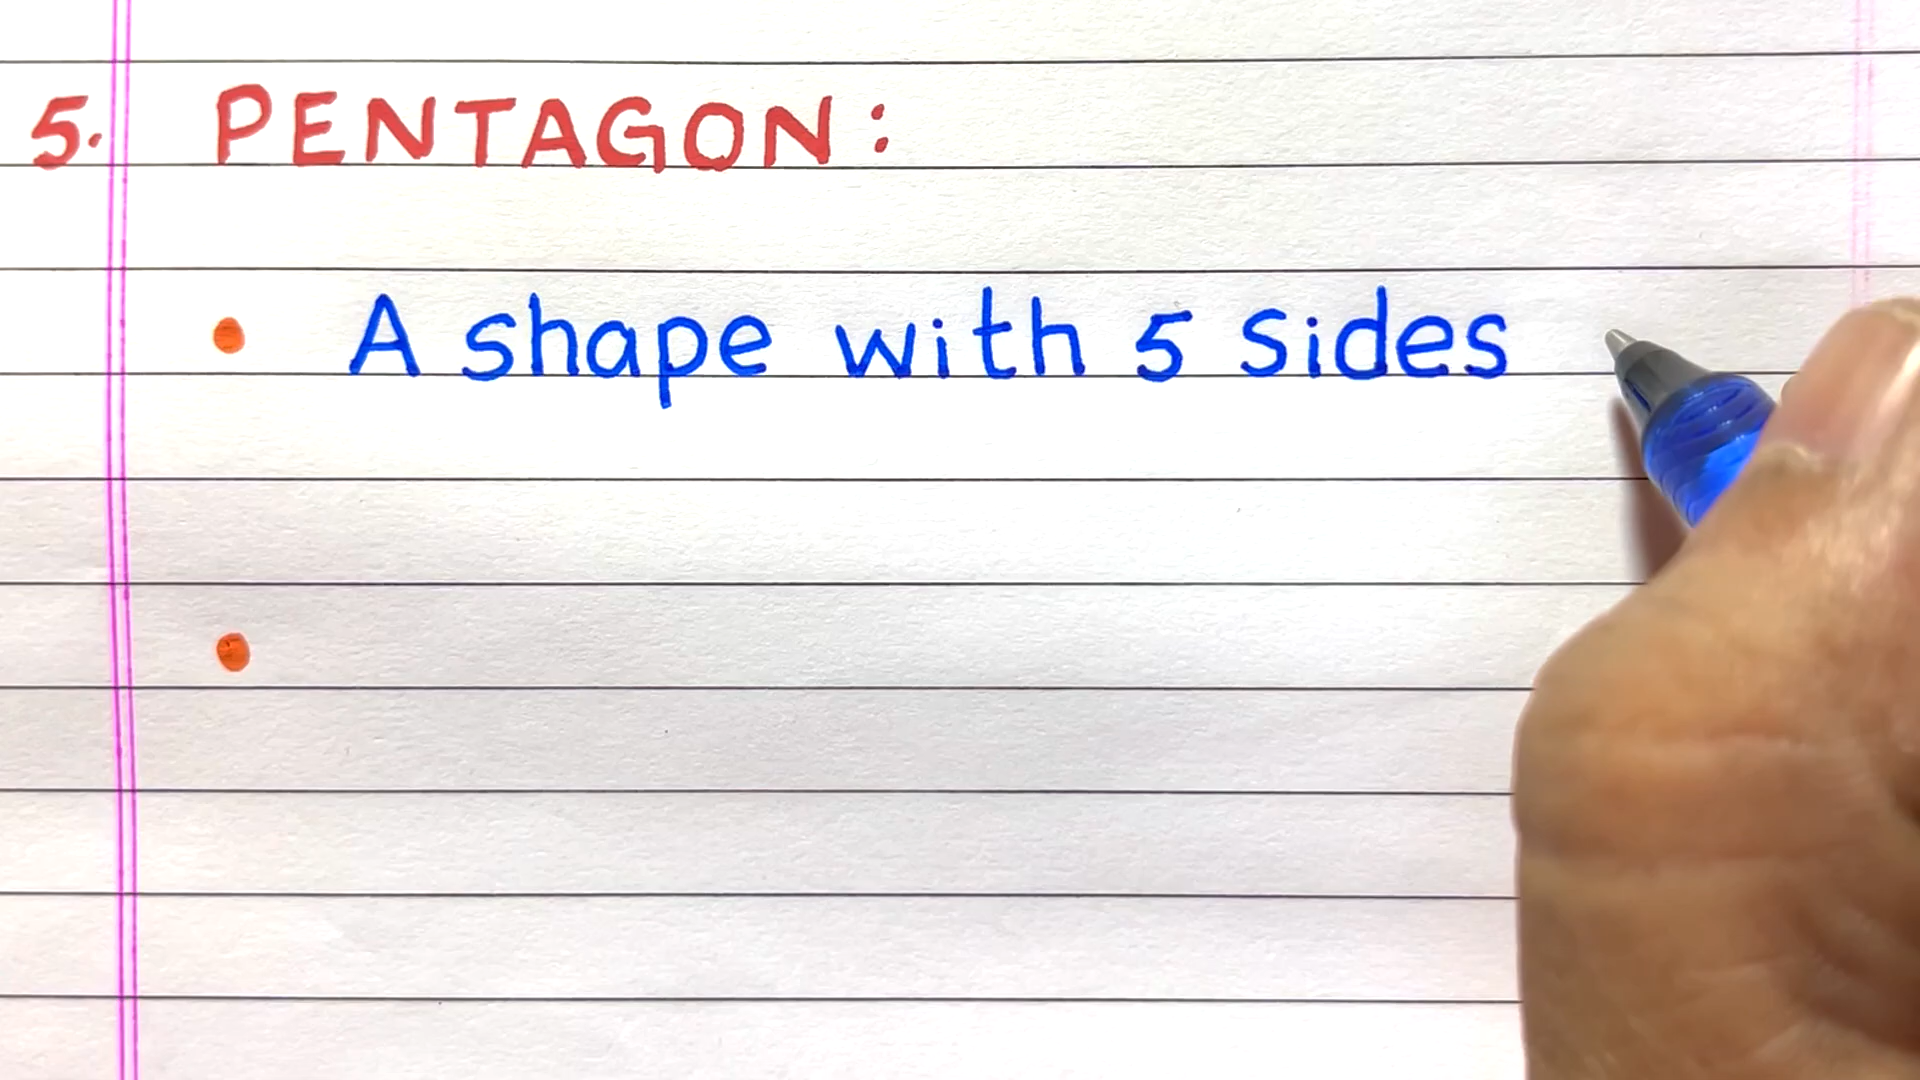 5. PENTAGON:
• A shape with 5 sides
•